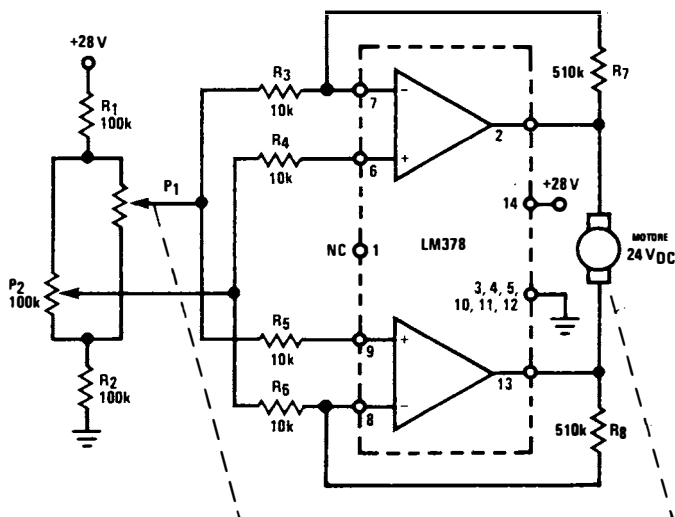 +28 V
R1
100k
P1
P2
100k
R2
100k
R3
10k
R4
10k
R5
10k
R6
10k
7
−
6
+
2
NC 1
LM378
14
+28 V
3, 4, 5,
10, 11, 12
9
+
8
−
13
510k R7
MOTORE
24 VDC
510k R8